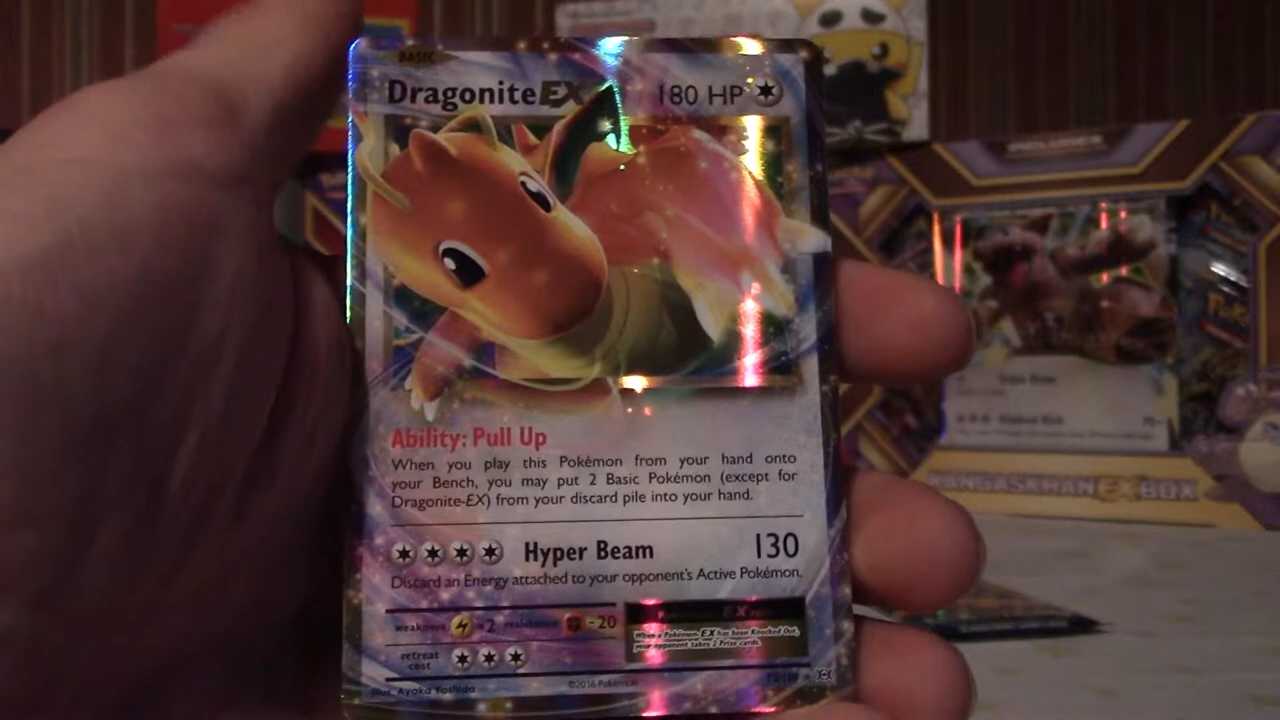 BASIC
Dragonite EX 180 HP
Ability: Pull Up
When you play this Pokémon from your hand onto
your Bench, you may put 2 Basic Pokémon (except for
Dragonite-EX) from your discard pile into your hand.
Hyper Beam 130
Discard an Energy attached to your opponent's Active Pokémon.
weakness ×2 resistance -20
Pokémon EX rule
When a Pokémon-EX has been Knocked Out,
your opponent takes 2 Prize cards.
retreat
cost
Illus. Ayaka Yoshida
©2016 Pokémon
INCLUDES
KANGASKHAN EX BOX